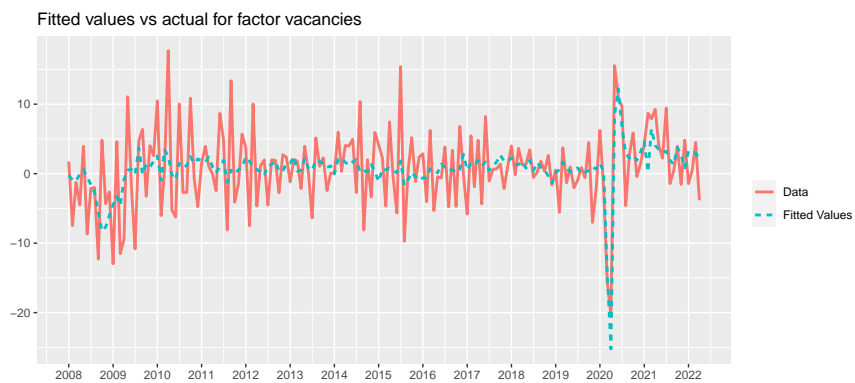 Fitted values vs actual for factor vacancies
10
0
−10
−20
2008 2009 2010 2011 2012 2013 2014 2015 2016 2017 2018 2019 2020 2021 2022
Data
Fitted Values